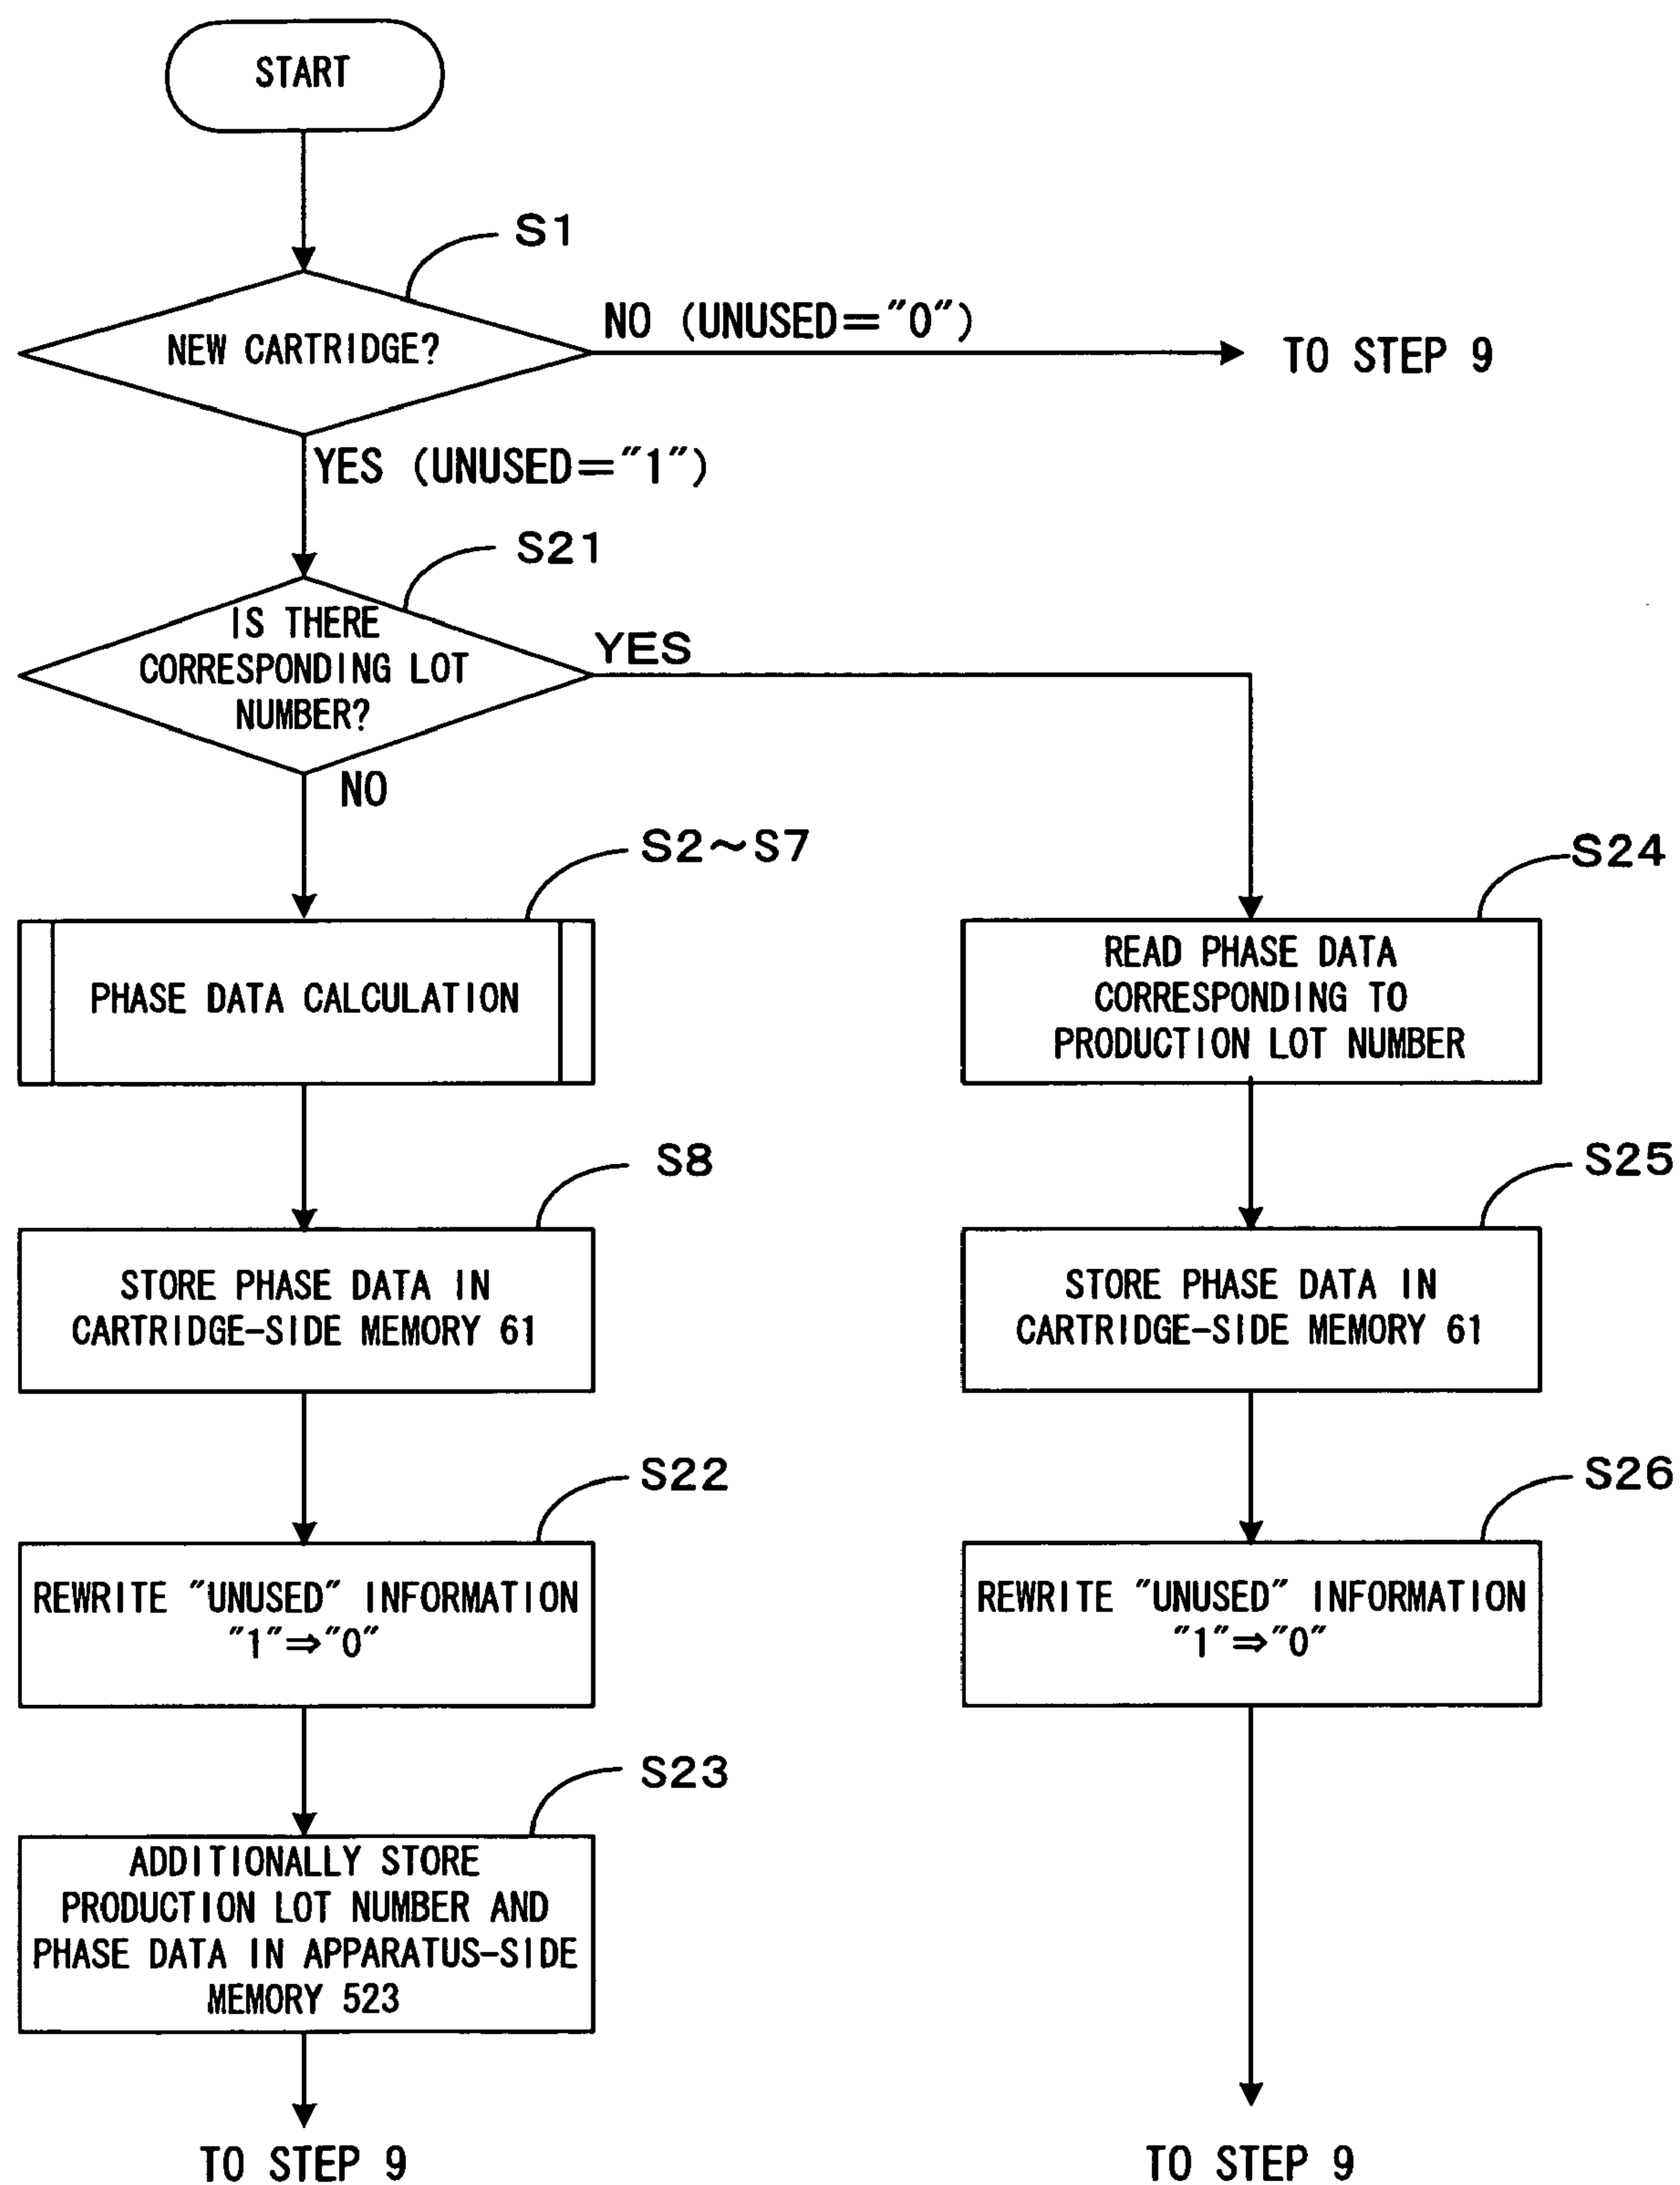 START
S1
NEW CARTRIDGE?
NO (UNUSED="0")
TO STEP 9
YES (UNUSED="1")
S21
IS THERE
CORRESPONDING LOT
NUMBER?
YES
NO
S2~S7
PHASE DATA CALCULATION
S24
READ PHASE DATA
CORRESPONDING TO
PRODUCTION LOT NUMBER
S8
STORE PHASE DATA IN
CARTRIDGE-SIDE MEMORY 61
S25
STORE PHASE DATA IN
CARTRIDGE-SIDE MEMORY 61
S22
REWRITE "UNUSED" INFORMATION
"1"⇒"0"
S26
REWRITE "UNUSED" INFORMATION
"1"⇒"0"
S23
ADDITIONALLY STORE
PRODUCTION LOT NUMBER AND
PHASE DATA IN APPARATUS-SIDE
MEMORY 523
TO STEP 9
TO STEP 9